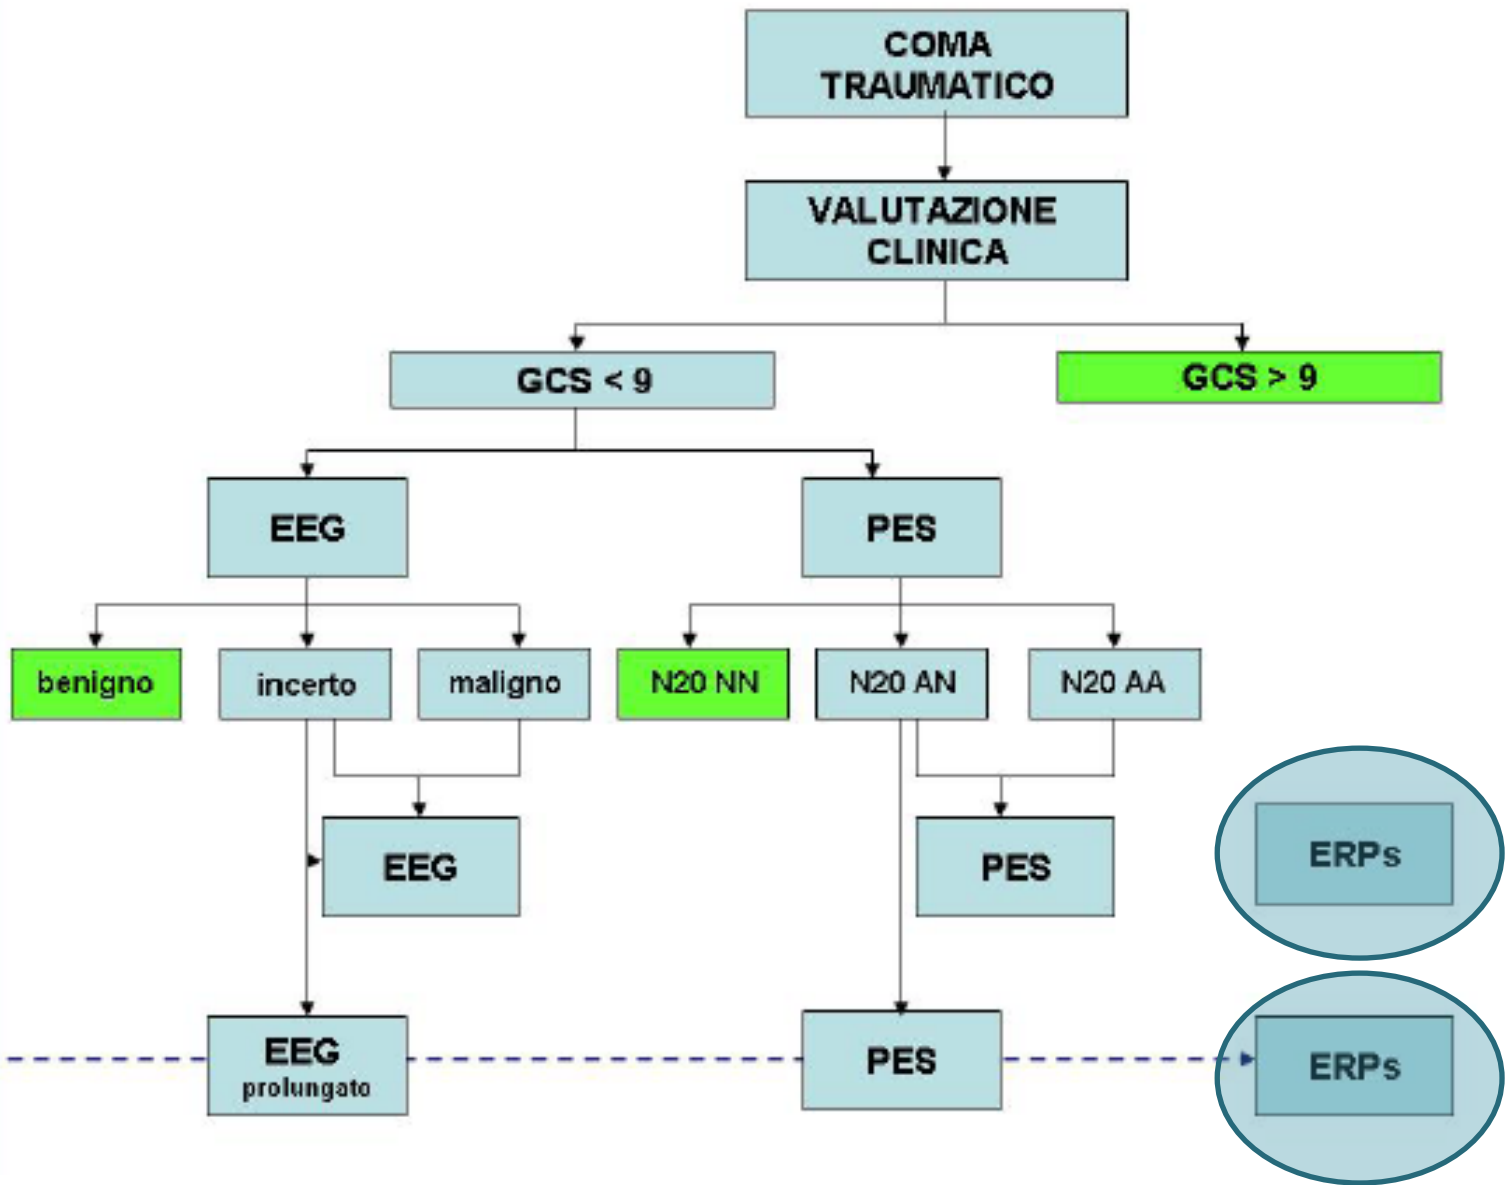 COMA
TRAUMATICO
VALUTAZIONE
CLINICA
GCS < 9
GCS > 9
EEG
PES
benigno
incerto
maligno
N20 NN
N20 AN
N20 AA
EEG
PES
ERPs
EEG
prolungato
PES
ERPs